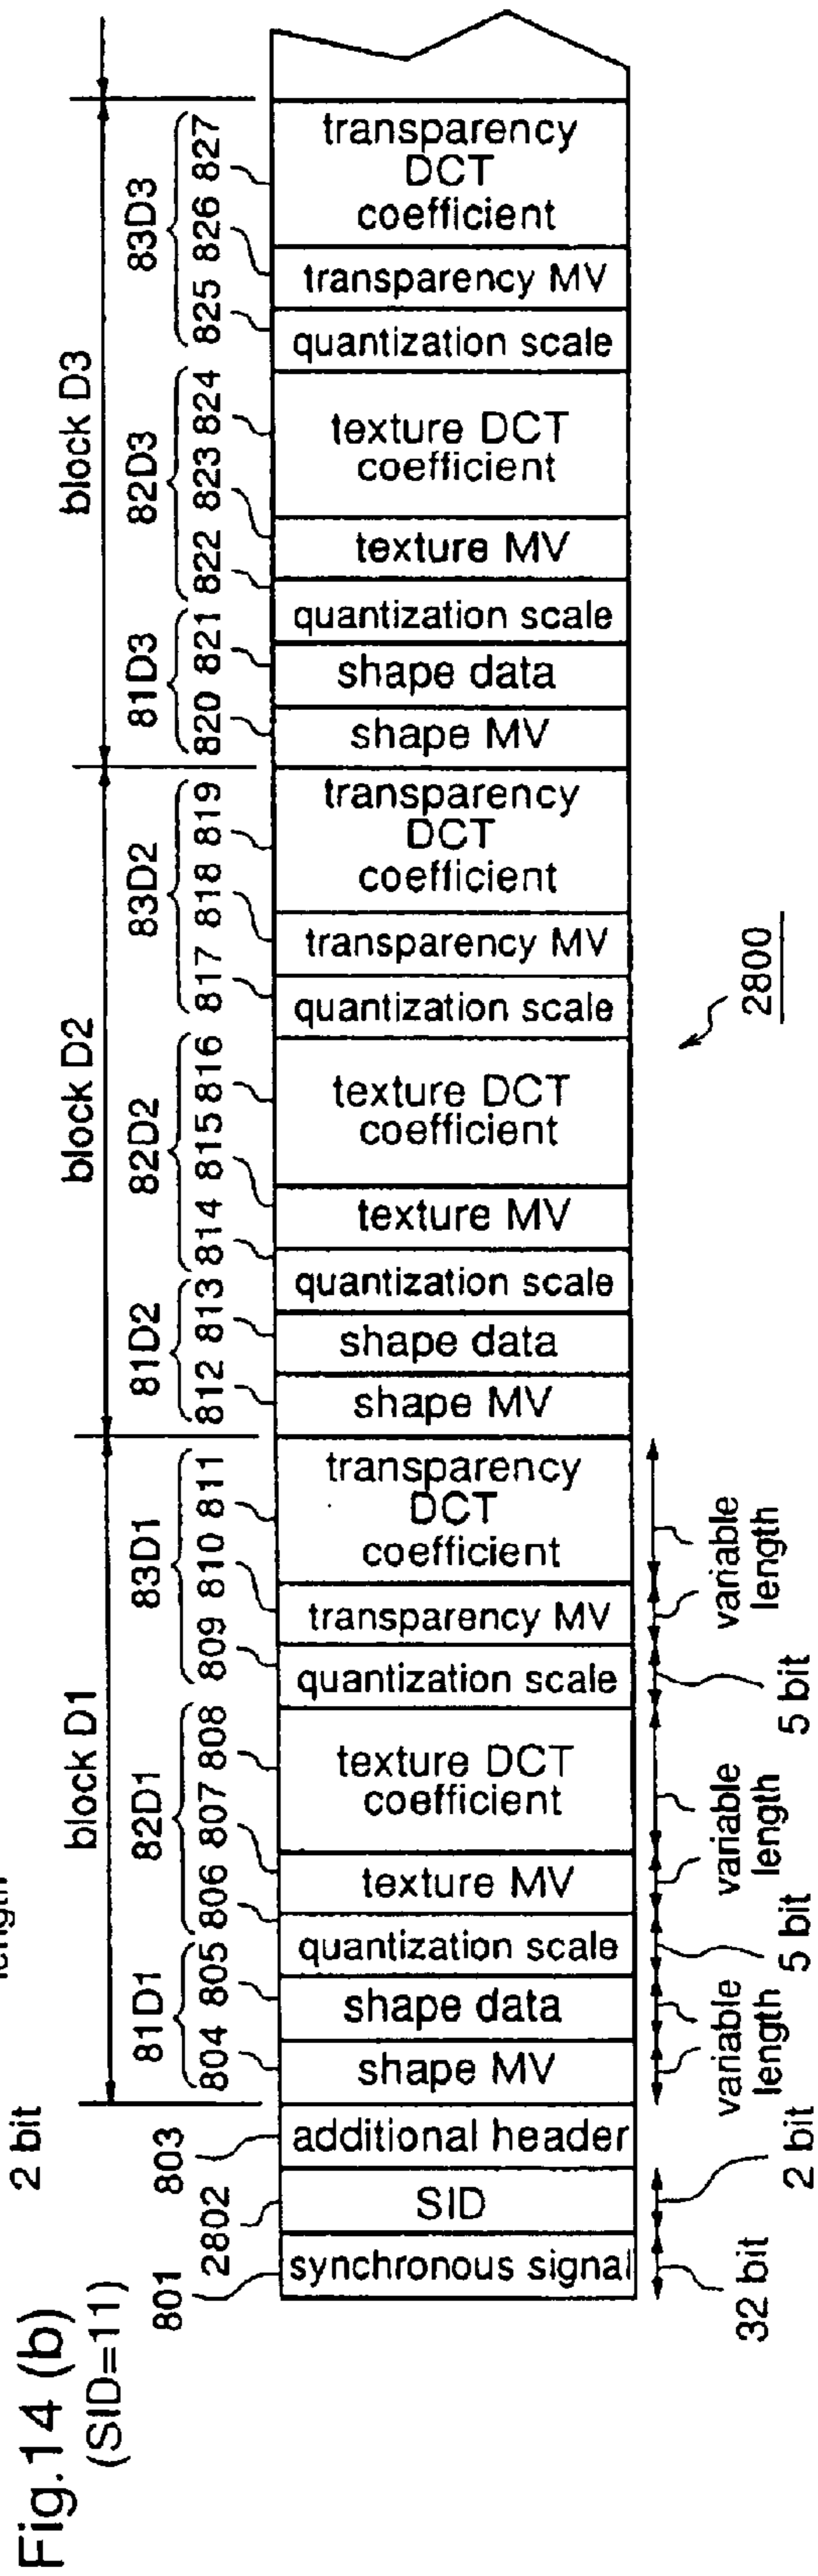 Fig.14 (b)
(SID=11)
length
2 bit
block D1
block D2
block D3
81D1
82D1
83D1
81D2
82D2
83D2
81D3
82D3
83D3
801
2802
803
804 805
806 807 808
809 810 811
812 813
814 815 816
817 818 819
820 821
822 823 824
825 826 827
synchronous signal
SID
additional header
shape MV
shape data
quantization scale
texture MV
texture DCT
coefficient
quantization scale
transparency MV
transparency
DCT
coefficient
shape MV
shape data
quantization scale
texture MV
texture DCT
coefficient
quantization scale
transparency MV
transparency
DCT
coefficient
shape MV
shape data
quantization scale
texture MV
texture DCT
coefficient
quantization scale
transparency MV
transparency
DCT
coefficient
32 bit
2 bit
variable
length
5 bit
variable
length
5 bit
variable
length
2800